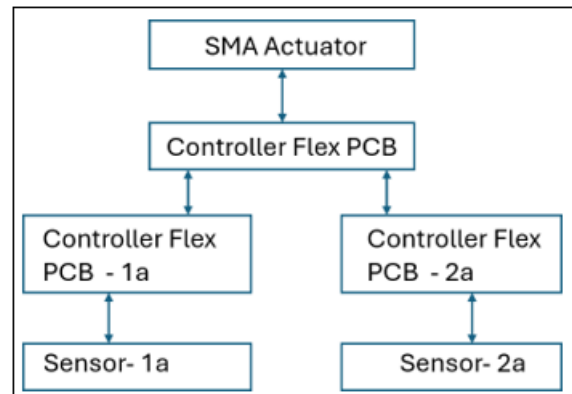 SMA Actuator
Controller Flex PCB
Controller Flex
PCB - 1a
Controller Flex
PCB - 2a
Sensor- 1a
Sensor- 2a